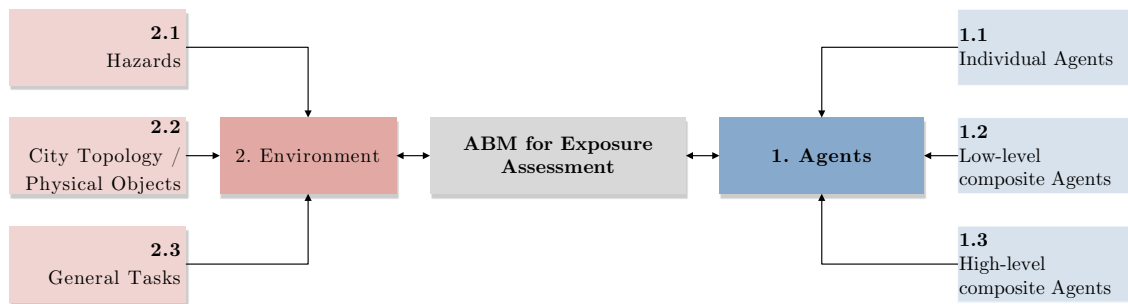 2.1
Hazards
2.2
City Topology /
Physical Objects
2.3
General Tasks
2. Environment
ABM for Exposure
Assessment
1. Agents
1.1
Individual Agents
1.2
Low-level
composite Agents
1.3
High-level
composite Agents